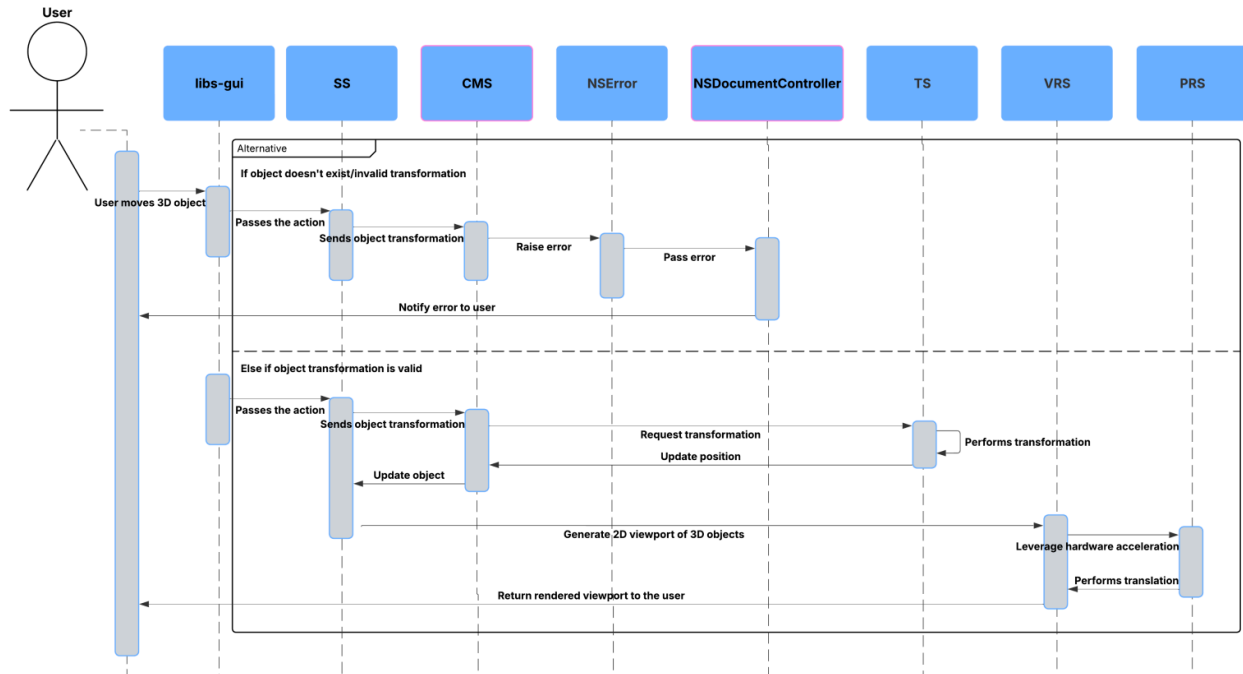 User
libs-gui
SS
CMS
NSError
NSDocumentController
TS
VRS
PRS
Alternative
If object doesn't exist/invalid transformation
User moves 3D object
Passes the action
Sends object transformation
Raise error
Pass error
Notify error to user
Else if object transformation is valid
Passes the action
Sends object transformation
Request transformation
Performs transformation
Update position
Update object
Generate 2D viewport of 3D objects
Leverage hardware acceleration
Performs translation
Return rendered viewport to the user